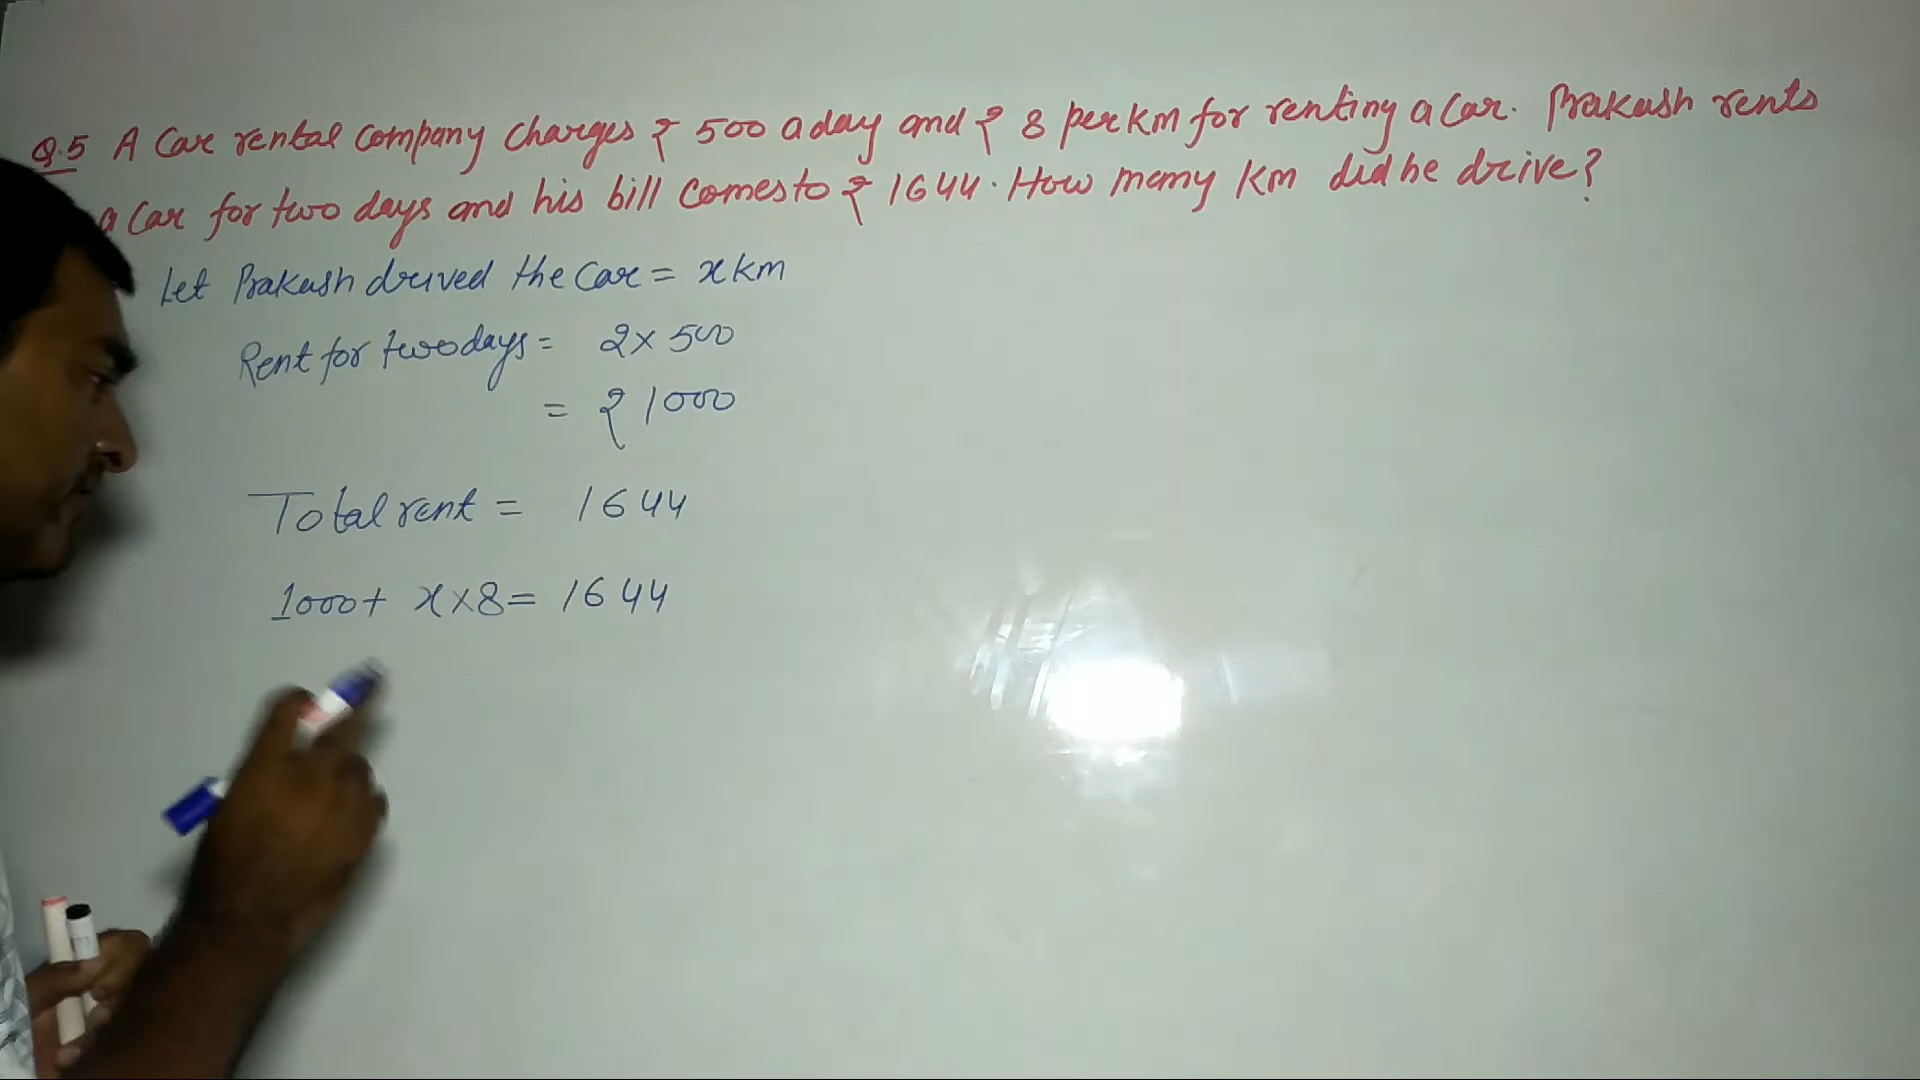 Q.5 A Car rental company charges ₹ 500 a day and ₹ 8 per km for renting a car. Prakash rents
a car for two days and his bill comes to ₹ 1644. How many km did he drive?
Let Prakash drived the car = x km
Rent for two days = 2 × 500
= ₹ 1000
Total rent = 1644
1000 + x × 8 = 1644